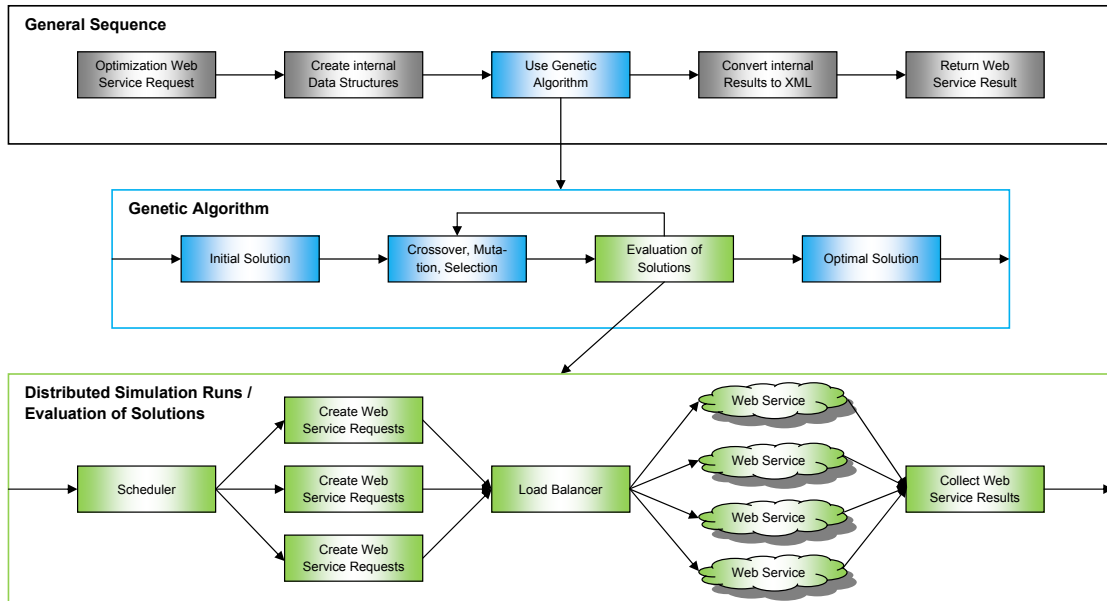 General Sequence
Optimization Web
Service Request
Create internal
Data Structures
Use Genetic
Algorithm
Convert internal
Results to XML
Return Web
Service Result
Genetic Algorithm
Initial Solution
Crossover, Muta-
tion, Selection
Evaluation of
Solutions
Optimal Solution
Distributed Simulation Runs /
Evaluation of Solutions
Scheduler
Create Web
Service Requests
Create Web
Service Requests
Create Web
Service Requests
Load Balancer
Web Service
Web Service
Web Service
Web Service
Collect Web
Service Results